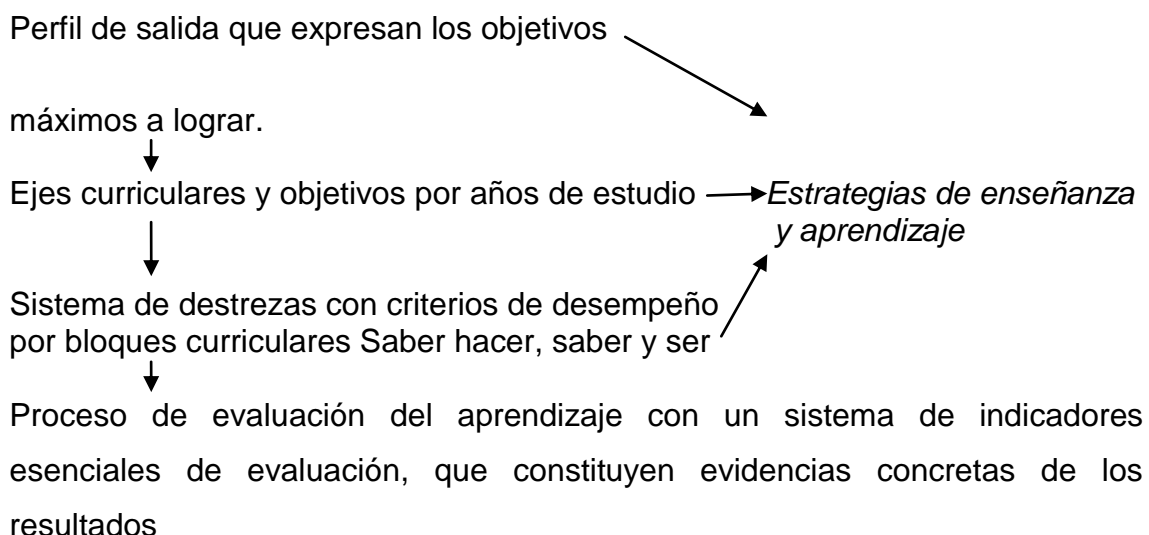 Perfil de salida que expresan los objetivos
máximos a lograr.
Ejes curriculares y objetivos por años de estudio
Estrategias de enseñanza
y aprendizaje
Sistema de destrezas con criterios de desempeño
por bloques curriculares Saber hacer, saber y ser
Proceso de evaluación del aprendizaje con un sistema de indicadores
esenciales de evaluación, que constituyen evidencias concretas de los
resultados